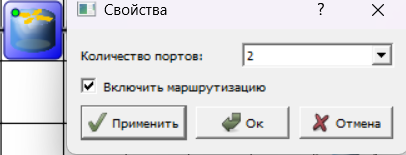 Свойства ?
Количество портов: 2
Включить маршрутизацию
Применить Ок Отмена